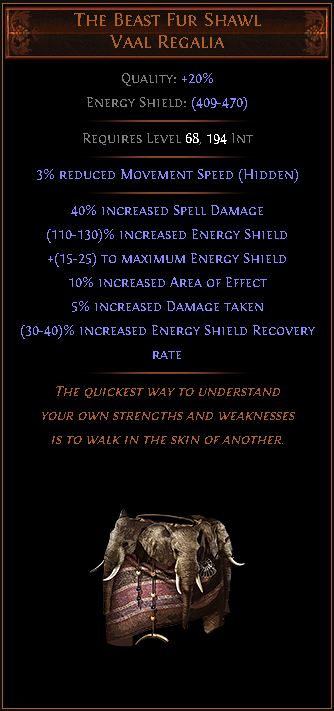 The Beast Fur Shawl
Vaal Regalia
Quality: +20%
Energy Shield: (409-470)
Requires Level 68, 194 Int
3% reduced Movement Speed (Hidden)
40% increased Spell Damage
(110-130)% increased Energy Shield
+(15-25) to maximum Energy Shield
10% increased Area of Effect
5% increased Damage taken
(30-40)% increased Energy Shield Recovery
rate
The quickest way to understand
your own strengths and weaknesses
is to walk in the skin of another.